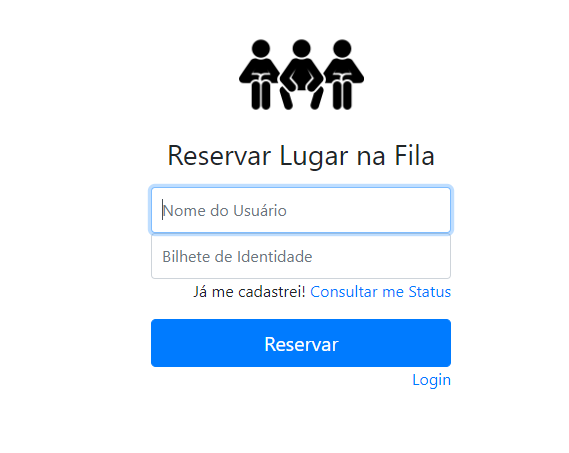 Reservar Lugar na Fila
Nome do Usuário
Bilhete de Identidade
Já me cadastrei! Consultar me Status
Reservar
Login